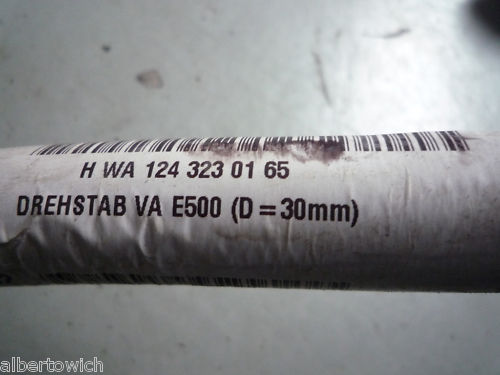 H WA 124 323 01 65
DREHSTAB VA E500 (D = 30mm)
albertowich